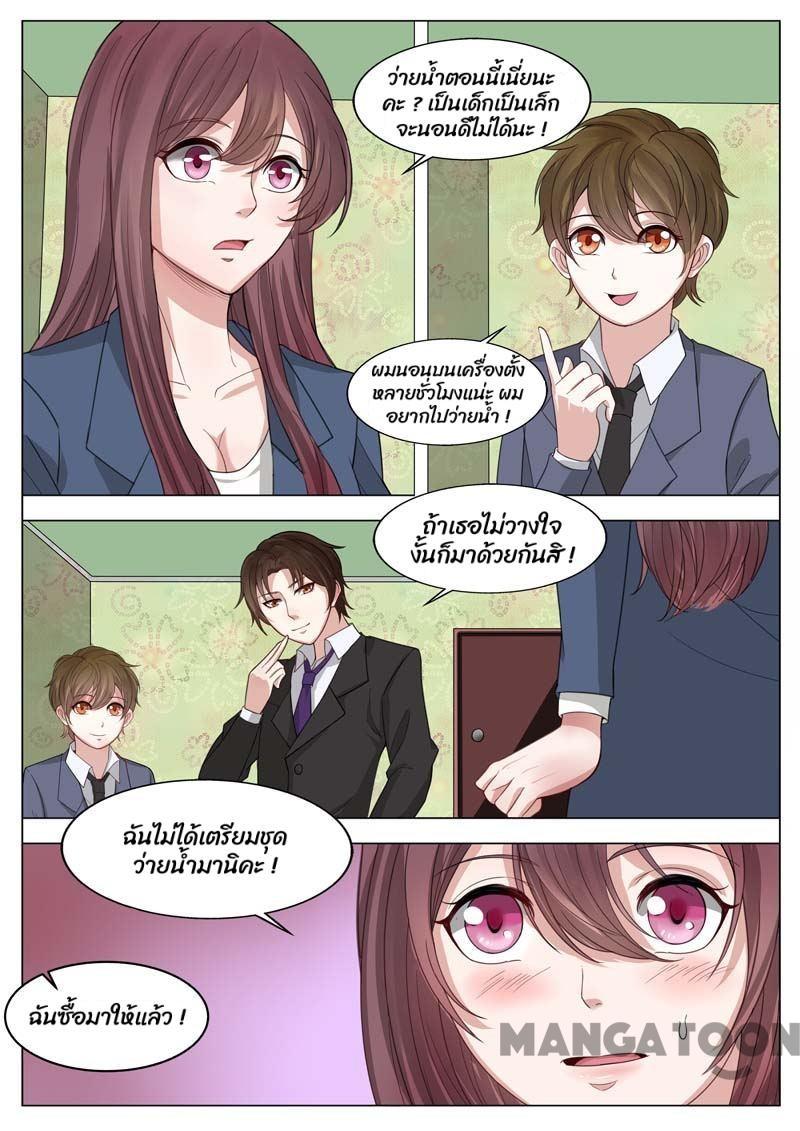 ว่ายน้ำตอนนี้เนี่ยนะ
คะ ? เป็นเด็กเป็นเล็ก
จะนอนดึไม่ได้นะ !
ผมนอนบนเครื่องตั้ง
หลายชั่วโมงแน่ะ ผม
อยากไปว่ายน้ำ !
ถ้าเธอไม่วางใจ
งั้นก็มาด้วยกันสิ !
ฉันไม่ได้เตรียมชุด
ว่ายน้ำมานิคะ !
ฉันซื้อมาให้แล้ว !
MANGATOON